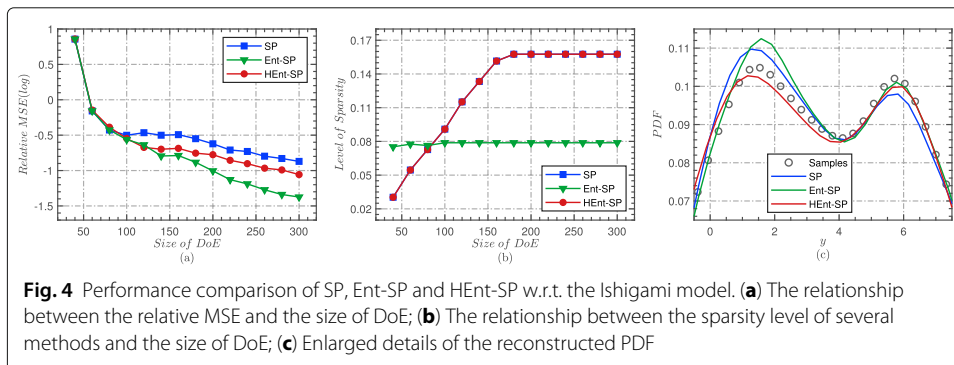 1
0.5
0
-0.5
-1
-1.5
Relative MSE(log)
SP
Ent-SP
HEnt-SP
50 100 150 200 250 300
Size of DoE
(a)
0.17
0.14
0.11
0.08
0.05
0.02
Level of Sparsity
SP
Ent-SP
HEnt-SP
50 100 150 200 250 300
Size of DoE
(b)
0.11
0.1
0.09
0.08
0.07
PDF
Samples
SP
Ent-SP
HEnt-SP
0 2 4 6
y
(c)
Fig. 4 Performance comparison of SP, Ent-SP and HEnt-SP w.r.t. the Ishigami model. (a) The relationship
between the relative MSE and the size of DoE; (b) The relationship between the sparsity level of several
methods and the size of DoE; (c) Enlarged details of the reconstructed PDF